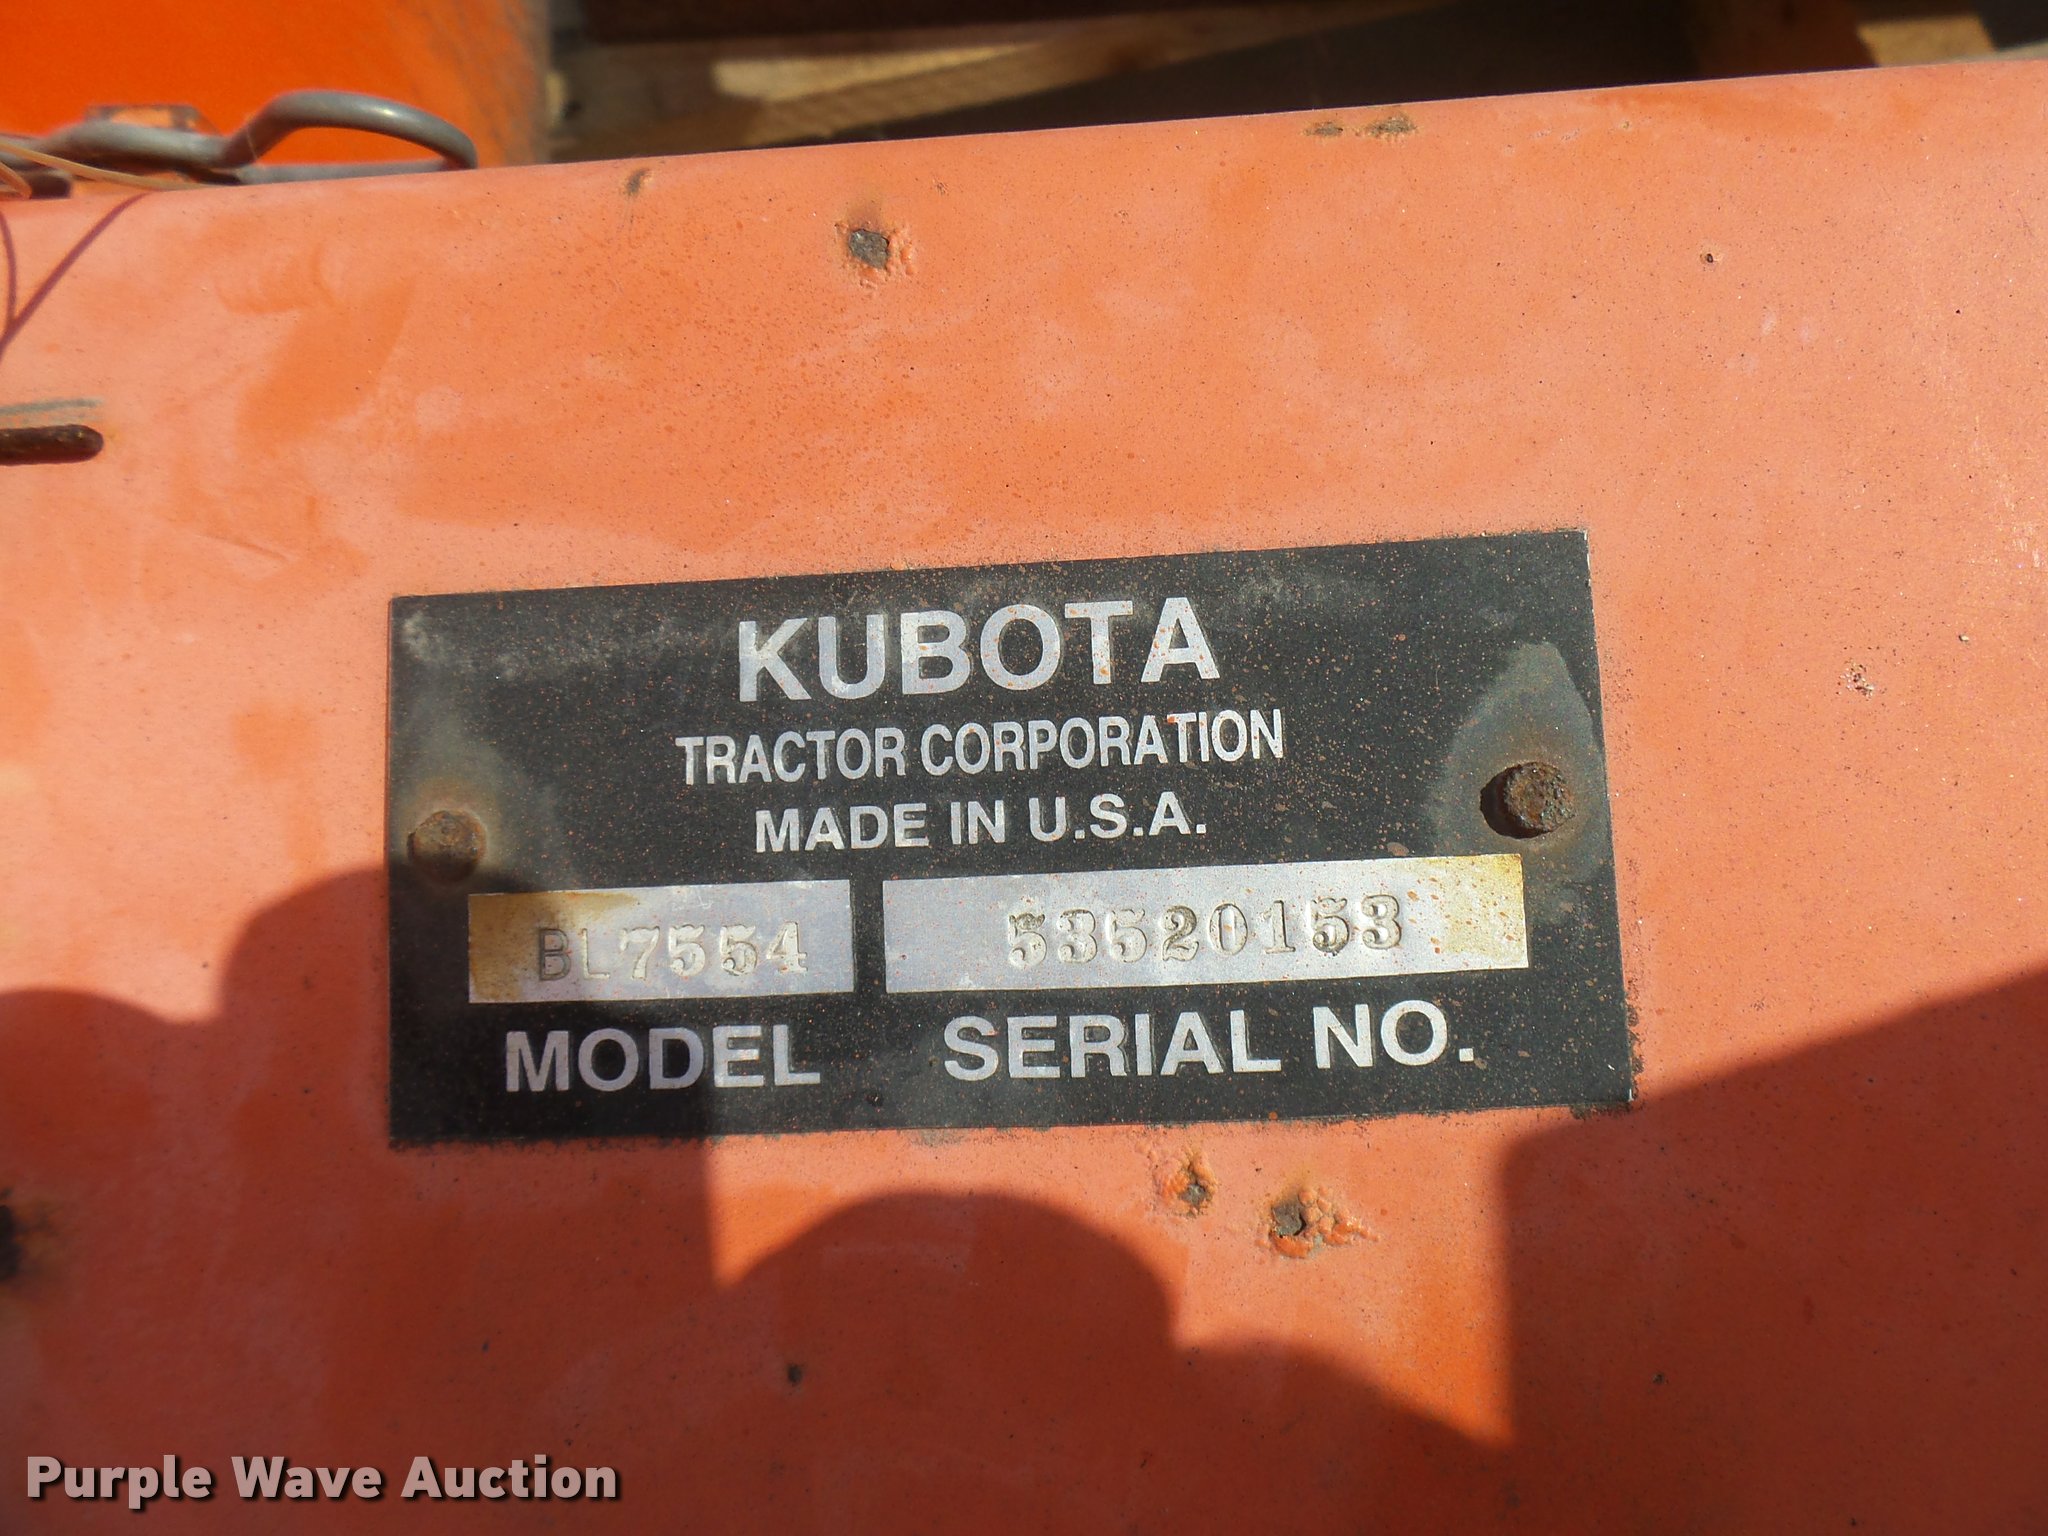 KUBOTA
TRACTOR CORPORATION
MADE IN U.S.A.
BL7554 53520153
MODEL SERIAL NO.
Purple Wave Auction